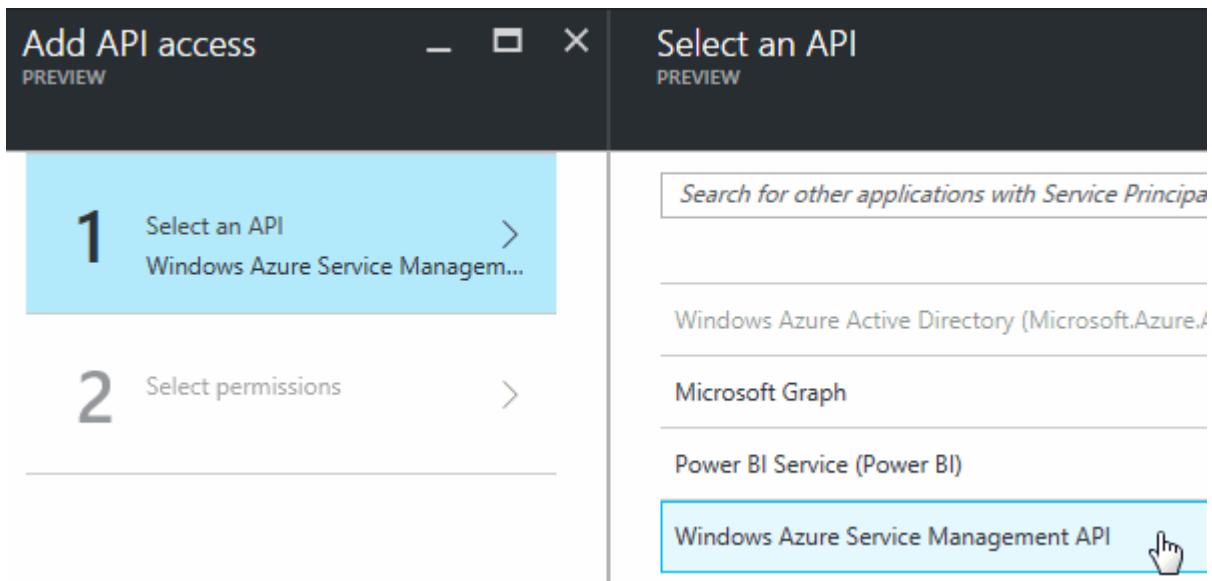 Add API access
PREVIEW
1
Select an API
Windows Azure Service Managem...
2
Select permissions
Select an API
PREVIEW
Search for other applications with Service Principa
Windows Azure Active Directory (Microsoft.Azure.A
Microsoft Graph
Power BI Service (Power BI)
Windows Azure Service Management API